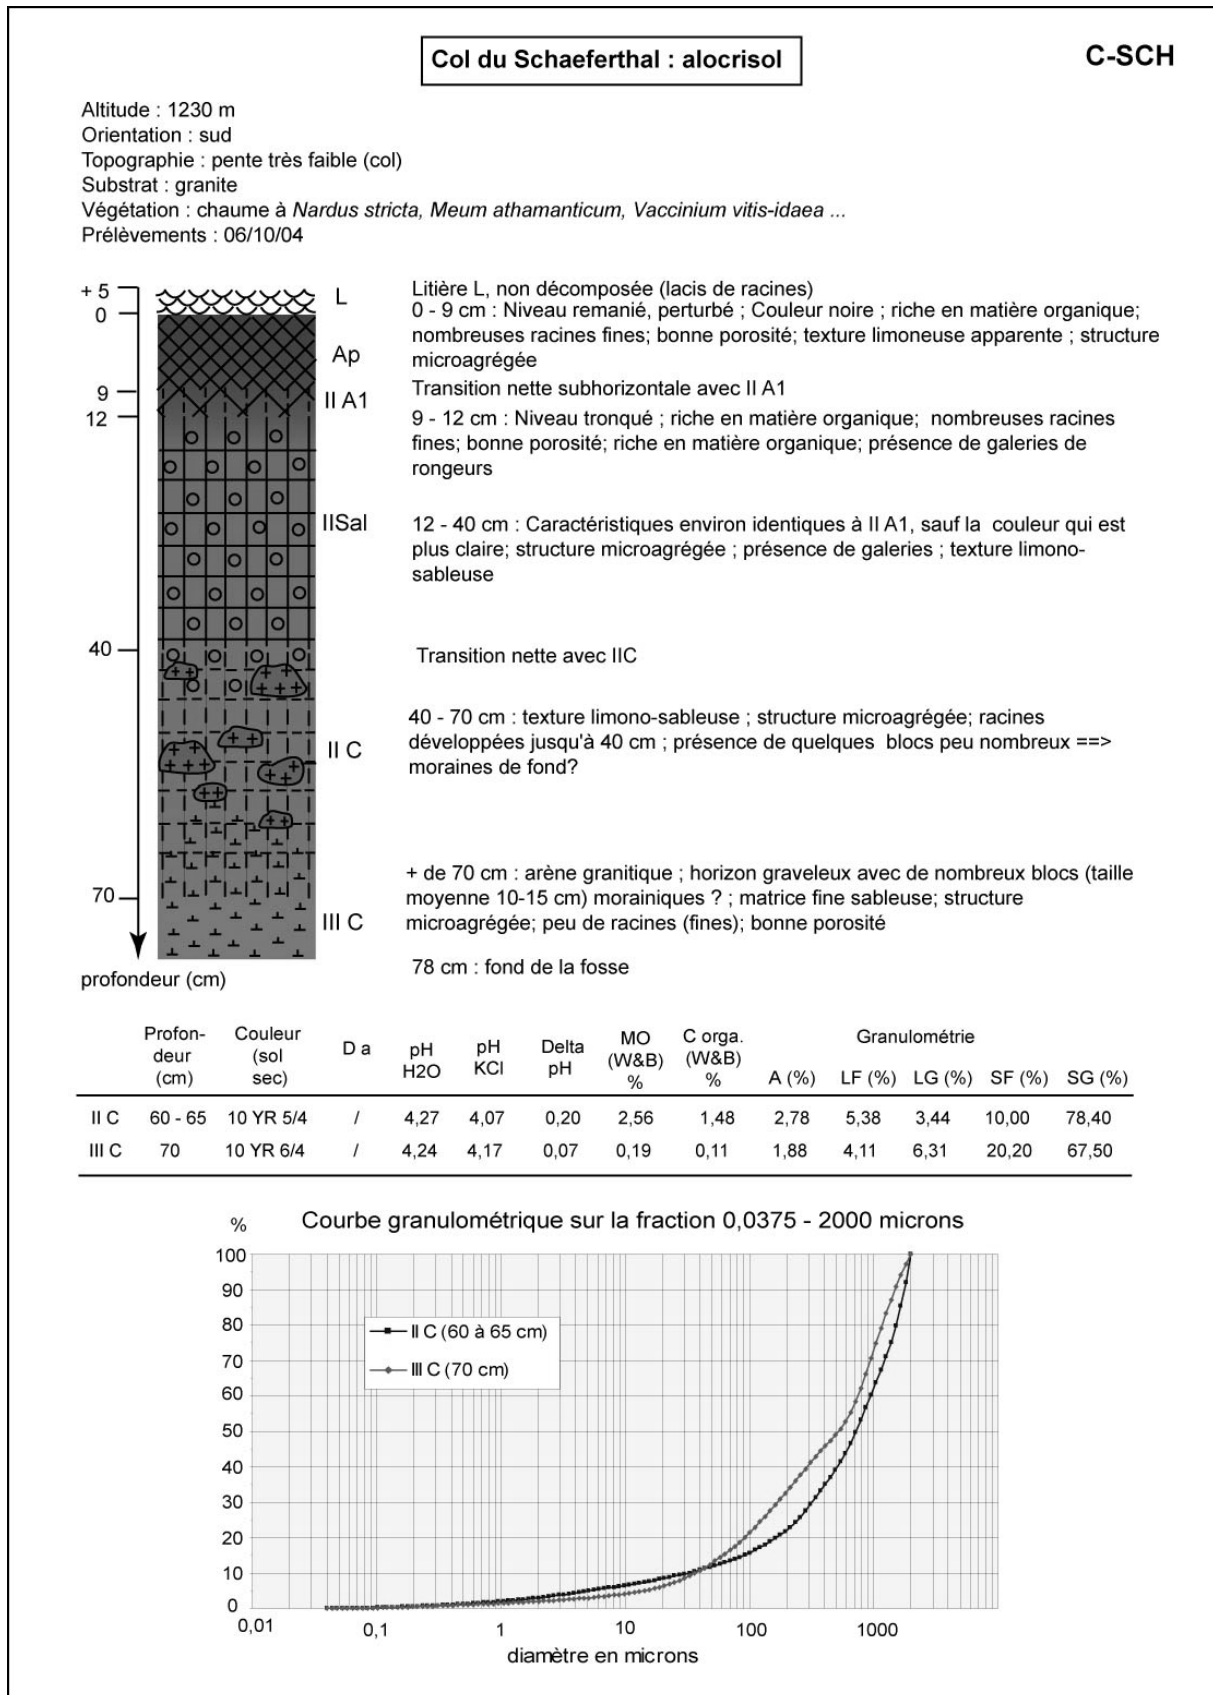 Col du Schaeferthal : alocrisol
C-SCH
Altitude : 1230 m
Orientation : sud
Topographie : pente très faible (col)
Substrat : granite
Végétation : chaume à Nardus stricta, Meum athamanticum, Vaccinium vitis-idaea ...
Prélèvements : 06/10/04
+ 5
0
9
12
40
70
profondeur (cm)
L
Ap
II A1
IISal
II C
III C
Litière L, non décomposée (lacis de racines)
0 - 9 cm : Niveau remanié, perturbé ; Couleur noire ; riche en matière organique;
nombreuses racines fines; bonne porosité; texture limoneuse apparente ; structure
microagrégée
Transition nette subhorizontale avec II A1
9 - 12 cm : Niveau tronqué ; riche en matière organique; nombreuses racines
fines; bonne porosité; riche en matière organique; présence de galeries de
rongeurs
12 - 40 cm : Caractéristiques environ identiques à II A1, sauf la couleur qui est
plus claire; structure microagrégée ; présence de galeries ; texture limono-
sableuse
Transition nette avec IIC
40 - 70 cm : texture limono-sableuse ; structure microagrégée; racines
développées jusqu'à 40 cm ; présence de quelques blocs peu nombreux ==>
moraines de fond?
+ de 70 cm : arène granitique ; horizon graveleux avec de nombreux blocs (taille
moyenne 10-15 cm) morainiques ? ; matrice fine sableuse; structure
microagrégée; peu de racines (fines); bonne porosité
78 cm : fond de la fosse
Profon-deur (cm) Couleur (sol sec) D a pH H2O pH KCl Delta pH MO (W&B) % C orga. (W&B) % Granulométrie
A (%) LF (%) LG (%) SF (%) SG (%)
II C 60 - 65 10 YR 5/4 / 4,27 4,07 0,20 2,56 1,48 2,78 5,38 3,44 10,00 78,40
III C 70 10 YR 6/4 / 4,24 4,17 0,07 0,19 0,11 1,88 4,11 6,31 20,20 67,50
% Courbe granulométrique sur la fraction 0,0375 - 2000 microns
100
90
80
70
60
50
40
30
20
10
0
II C (60 à 65 cm)
III C (70 cm)
0,01 0,1 1 10 100 1000
diamètre en microns